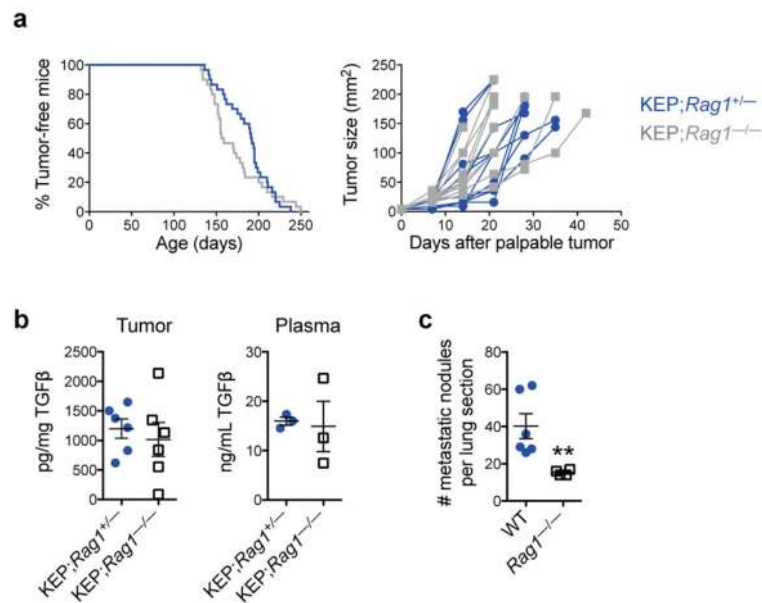 a
% Tumor-free mice
100
80
60
40
20
0
0 50 100 150 200 250
Age (days)
Tumor size (mm²)
250
200
150
100
50
0
0 10 20 30 40 50
Days after palpable tumor
KEP;Rag1+/—
KEP;Rag1—/—
b
Tumor
pg/mg TGFβ
2500
2000
1500
1000
500
0
KEP;Rag1+/—
KEP;Rag1—/—
Plasma
ng/mL TGFβ
30
20
10
0
KEP;Rag1+/—
KEP;Rag1—/—
c
# metastatic nodules
per lung section
80
60
40
20
0
**
WT
Rag1—/—